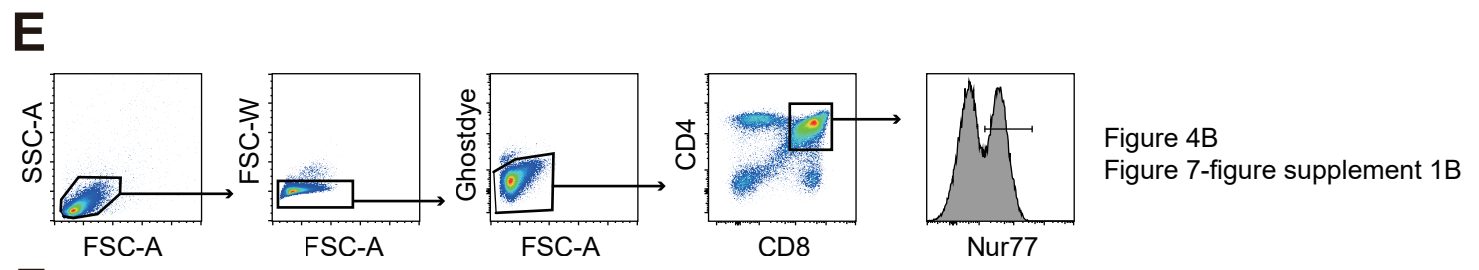 E
SSC-A
FSC-A
FSC-W
FSC-A
Ghostdye
FSC-A
CD4
CD8
Nur77
Figure 4B
Figure 7-figure supplement 1B